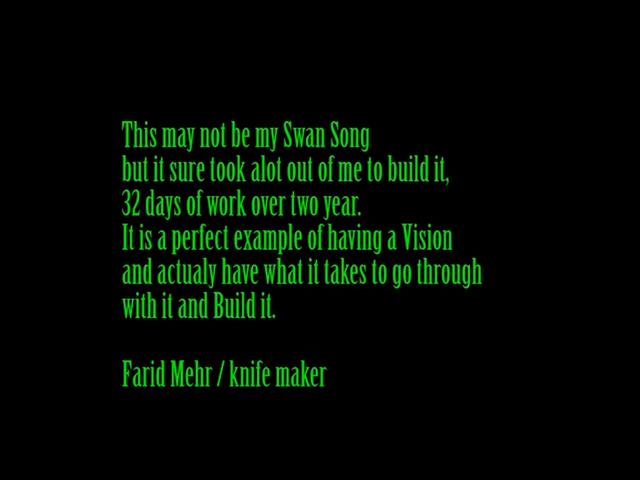 This may not be my Swan Song
but it sure took alot out of me to build it,
32 days of work over two year.
It is a perfect example of having a Vision
and actualy have what it takes to go through
with it and Build it.
Farid Mehr / knife maker